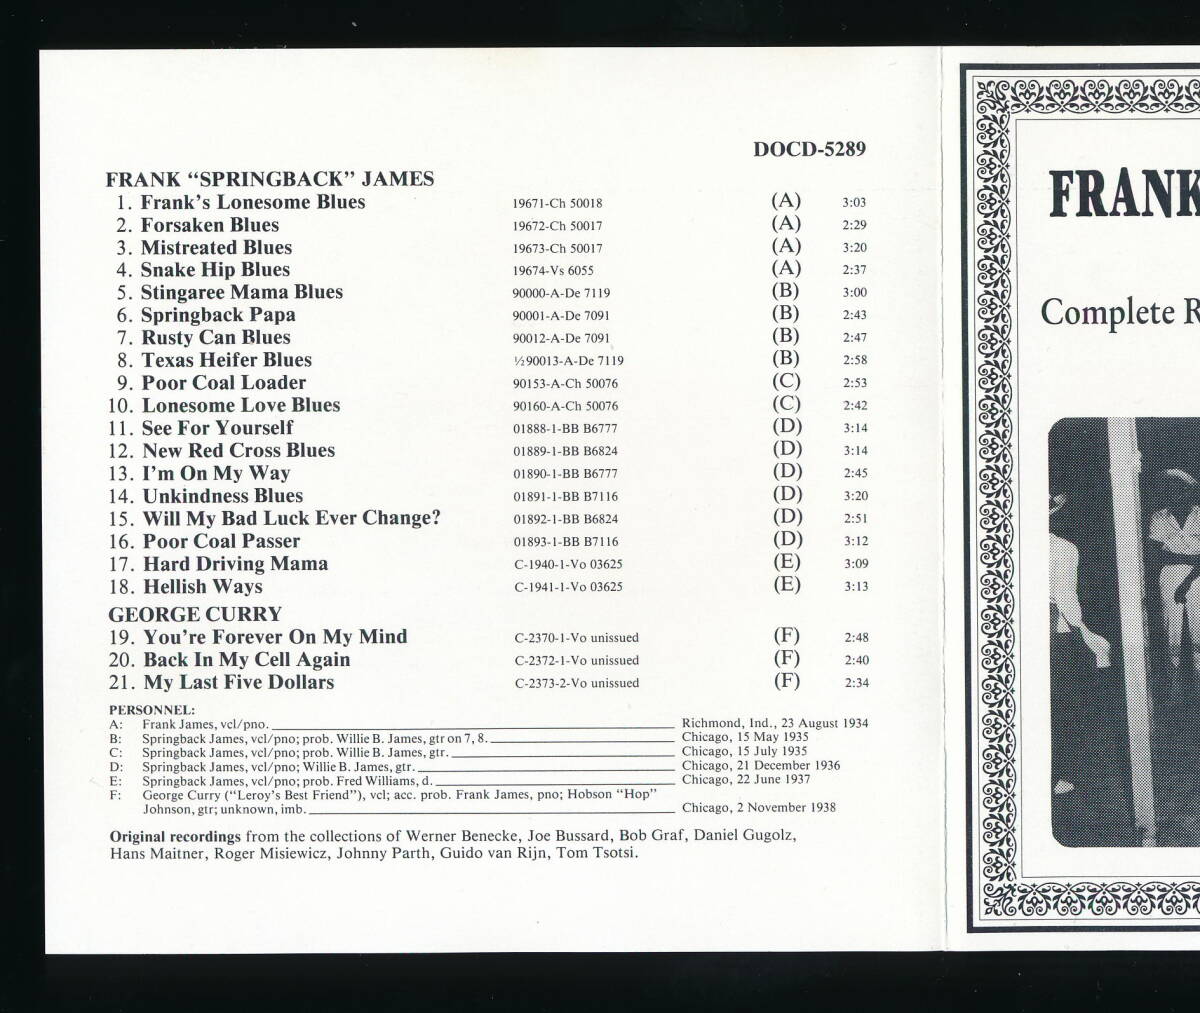 DOCD-5289
FRANK “SPRINGBACK” JAMES
1. Frank's Lonesome Blues 19671-Ch 50018 (A) 3:03
2. Forsaken Blues 19672-Ch 50017 (A) 2:29
3. Mistreated Blues 19673-Ch 50017 (A) 3:20
4. Snake Hip Blues 19674-Vs 6055 (A) 2:37
5. Stingaree Mama Blues 90000-A-De 7119 (B) 3:00
6. Springback Papa 90001-A-De 7091 (B) 2:43
7. Rusty Can Blues 90012-A-De 7091 (B) 2:47
8. Texas Heifer Blues ½90013-A-De 7119 (B) 2:58
9. Poor Coal Loader 90153-A-Ch 50076 (C) 2:53
10. Lonesome Love Blues 90160-A-Ch 50076 (C) 2:42
11. See For Yourself 01888-1-BB B6777 (D) 3:14
12. New Red Cross Blues 01889-1-BB B6824 (D) 3:14
13. I'm On My Way 01890-1-BB B6777 (D) 2:45
14. Unkindness Blues 01891-1-BB B7116 (D) 3:20
15. Will My Bad Luck Ever Change? 01892-1-BB B6824 (D) 2:51
16. Poor Coal Passer 01893-1-BB B7116 (D) 3:12
17. Hard Driving Mama C-1940-1-Vo 03625 (E) 3:09
18. Hellish Ways C-1941-1-Vo 03625 (E) 3:13
GEORGE CURRY
19. You're Forever On My Mind C-2370-1-Vo unissued (F) 2:48
20. Back In My Cell Again C-2372-1-Vo unissued (F) 2:40
21. My Last Five Dollars C-2373-2-Vo unissued (F) 2:34
PERSONNEL:
A: Frank James, vcl/pno. Richmond, Ind., 23 August 1934
B: Springback James, vcl/pno; prob. Willie B. James, gtr on 7, 8. Chicago, 15 May 1935
C: Springback James, vcl/pno; prob. Willie B. James, gtr. Chicago, 15 July 1935
D: Springback James, vcl/pno; Willie B. James, gtr. Chicago, 21 December 1936
E: Springback James, vcl/pno; prob. Fred Williams, d. Chicago, 22 June 1937
F: George Curry (“Leroy's Best Friend”), vcl; acc. prob. Frank James, pno; Hobson “Hop”
Johnson, gtr; unknown, imb. Chicago, 2 November 1938
Original recordings from the collections of Werner Benecke, Joe Bussard, Bob Graf, Daniel Gugolz,
Hans Maitner, Roger Misiewicz, Johnny Parth, Guido van Rijn, Tom Tsotsi.
FRANK
Complete R